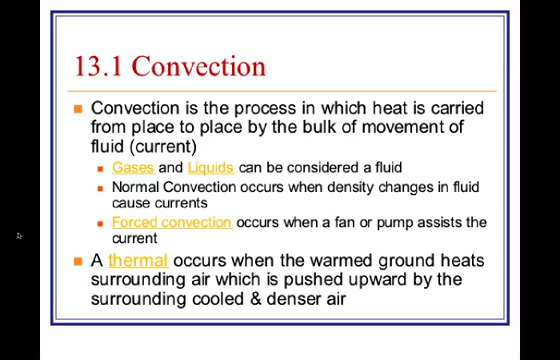 13.1 Convection
Convection is the process in which heat is carried
from place to place by the bulk of movement of
fluid (current)
Gases and Liquids can be considered a fluid
Normal Convection occurs when density changes in fluid
cause currents
Forced convection occurs when a fan or pump assists the
current
A thermal occurs when the warmed ground heats
surrounding air which is pushed upward by the
surrounding cooled & denser air